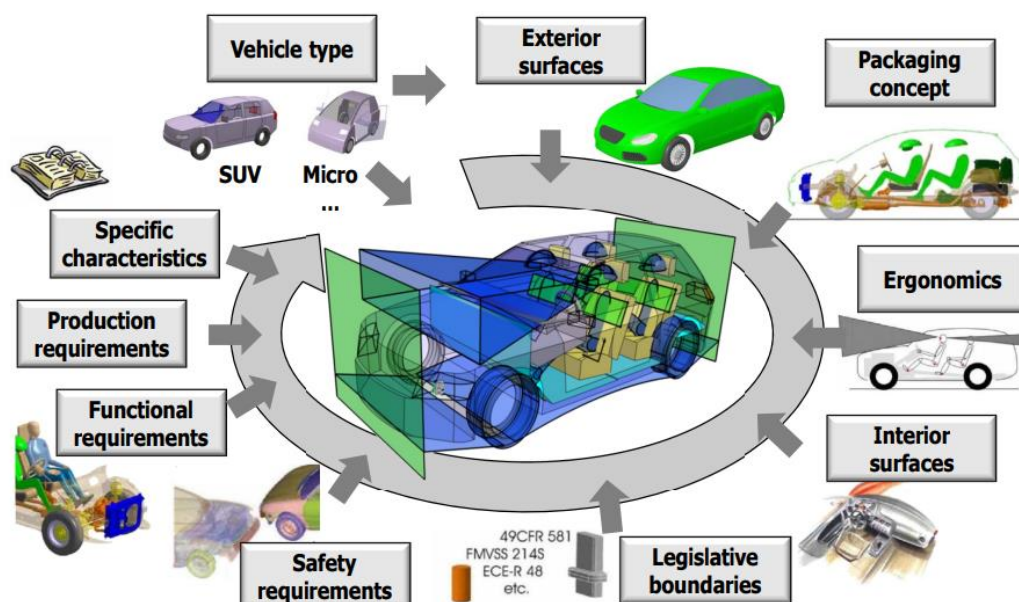 Vehicle type
SUV
Micro
...
Exterior
surfaces
Packaging
concept
Ergonomics
Interior
surfaces
Legislative
boundaries
49CFR 581
FMVSS 214S
ECE-R 48
etc.
Safety
requirements
Functional
requirements
Production
requirements
Specific
characteristics